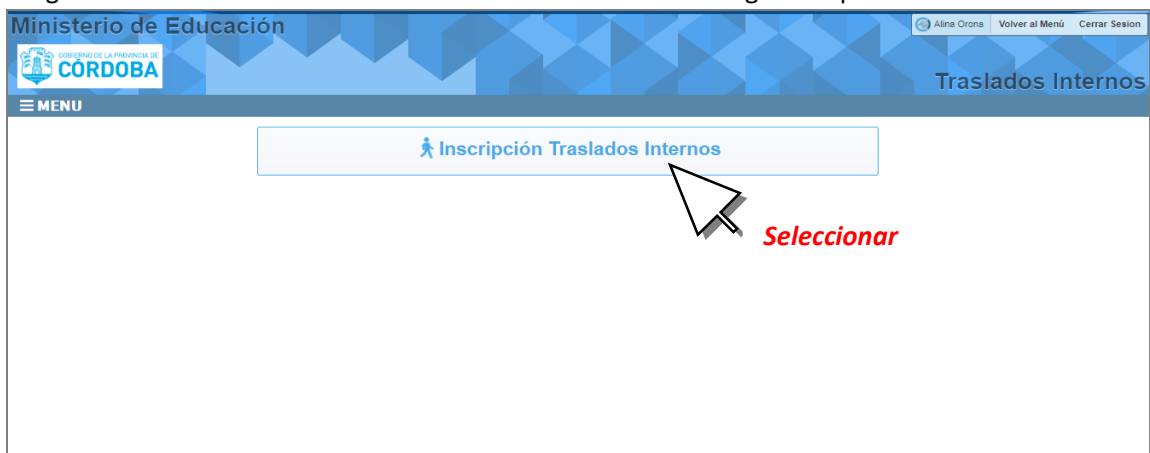 Ministerio de Educación
Alina Orona Volver al Menú Cerrar Sesion
GOBIERNO DE LA PROVINCIA DE
CÓRDOBA
Traslados Internos
MENU
Inscripción Traslados Internos
Seleccionar